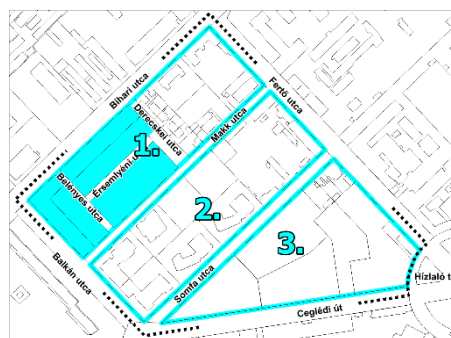 Bihari utca
Fertő utca
Derecskei utca
Makk utca
1.
Érsemlyéni u
Belényes utca
2.
3.
Balkán utca
Somfa utca
Hízlaló t
Ceglédi út